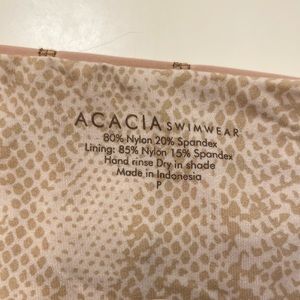 ACACIA SWIMWEAR
80% Nylon 20% Spandex
Lining: 85% Nylon 15% Spandex
Hand rinse Dry in shade
Made in Indonesia
P